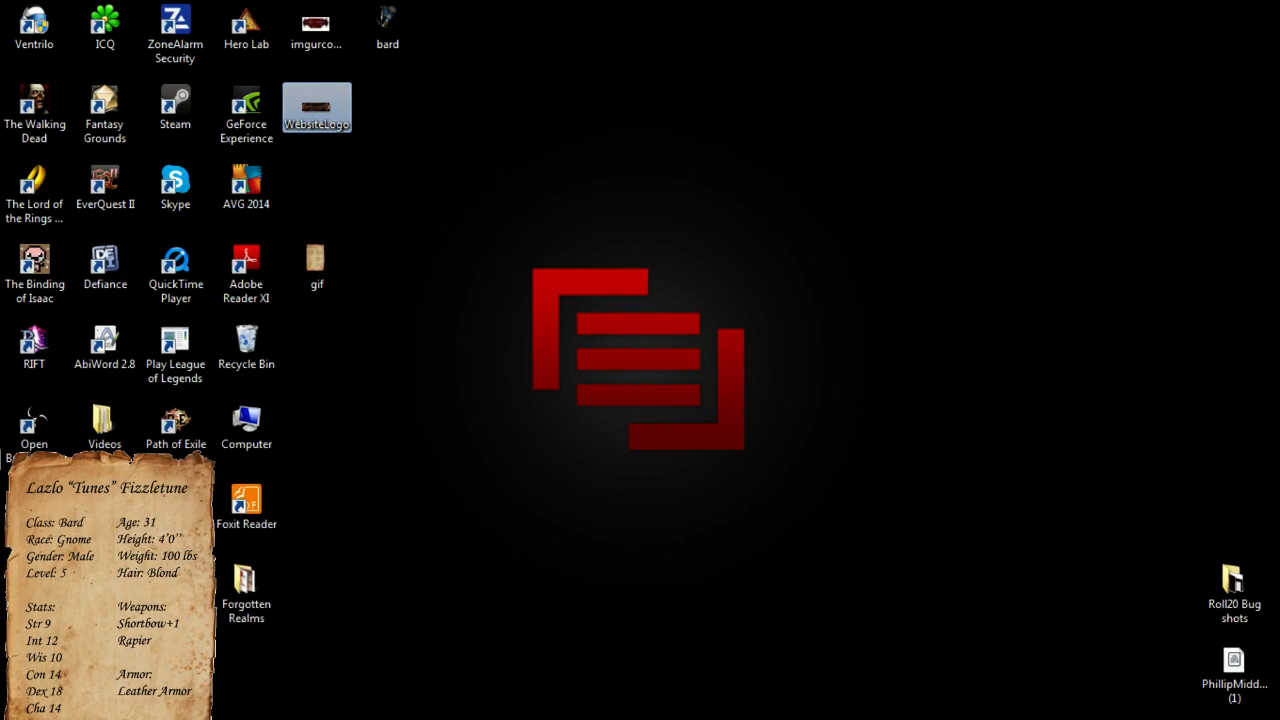 Ventrilo
ICQ
ZoneAlarm
Security
Hero Lab
imgurco...
bard
The Walking
Dead
Fantasy
Grounds
Steam
GeForce
Experience
WebsiteLogo
The Lord of
the Rings ...
EverQuest II
Skype
AVG 2014
The Binding
of Isaac
Defiance
QuickTime
Player
Adobe
Reader XI
gif
RIFT
AbiWord 2.8
Play League
of Legends
Recycle Bin
Open
Videos
Path of Exile
Computer
Foxit Reader
Forgotten
Realms
Lazlo “Tunes” Fizzletune
Class: Bard
Race: Gnome
Gender: Male
Level: 5
Age: 31
Height: 4'0''
Weight: 100 lbs
Hair: Blond
Stats:
Str 9
Int 12
Wis 10
Con 14
Dex 18
Cha 14
Weapons:
Shortbow+1
Rapier
Armor:
Leather Armor
Roll20 Bug
shots
PhillipMidd...
(1)